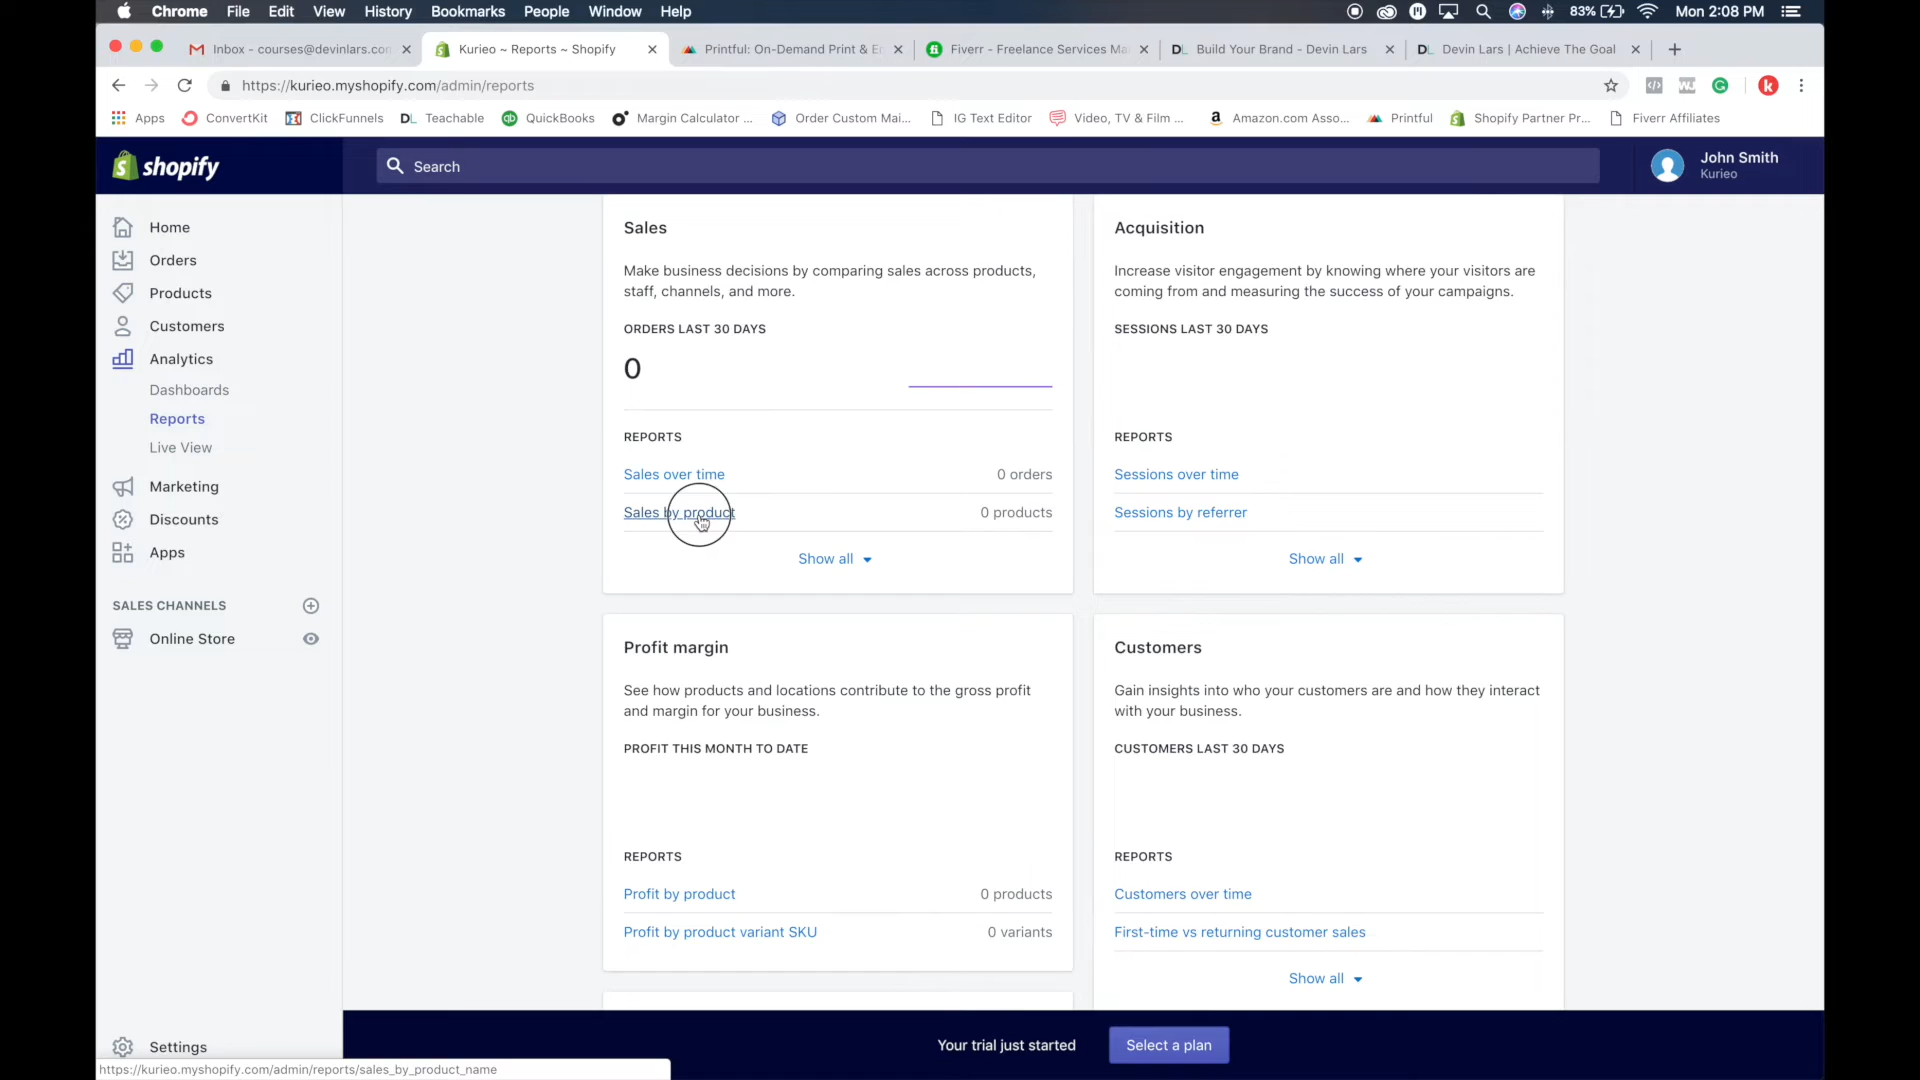 Chrome File Edit View History Bookmarks People Window Help 83% Mon 2:08 PM
Inbox - courses@devinlars.con Kurieo ~ Reports ~ Shopify Printful: On-Demand Print & E Fiverr - Freelance Services Ma DL Build Your Brand - Devin Lars DL Devin Lars | Achieve The Goal
https://kurieo.myshopify.com/admin/reports k
Apps ConvertKit ClickFunnels DL Teachable qb QuickBooks Margin Calculator ... Order Custom Mai... IG Text Editor Video, TV & Film ... Amazon.com Asso... Printful Shopify Partner Pr... Fiverr Affiliates
shopify
Search
John Smith
Kurieo
Home
Orders
Products
Customers
Analytics
Dashboards
Reports
Live View
Marketing
Discounts
Apps
SALES CHANNELS
Online Store
Settings
Sales
Make business decisions by comparing sales across products,
staff, channels, and more.
ORDERS LAST 30 DAYS
0
REPORTS
Sales over time 0 orders
Sales by product 0 products
Show all
Acquisition
Increase visitor engagement by knowing where your visitors are
coming from and measuring the success of your campaigns.
SESSIONS LAST 30 DAYS
REPORTS
Sessions over time
Sessions by referrer
Show all
Profit margin
See how products and locations contribute to the gross profit
and margin for your business.
PROFIT THIS MONTH TO DATE
REPORTS
Profit by product 0 products
Profit by product variant SKU 0 variants
Customers
Gain insights into who your customers are and how they interact
with your business.
CUSTOMERS LAST 30 DAYS
REPORTS
Customers over time
First-time vs returning customer sales
Show all
Your trial just started Select a plan
https://kurieo.myshopify.com/admin/reports/sales_by_product_name